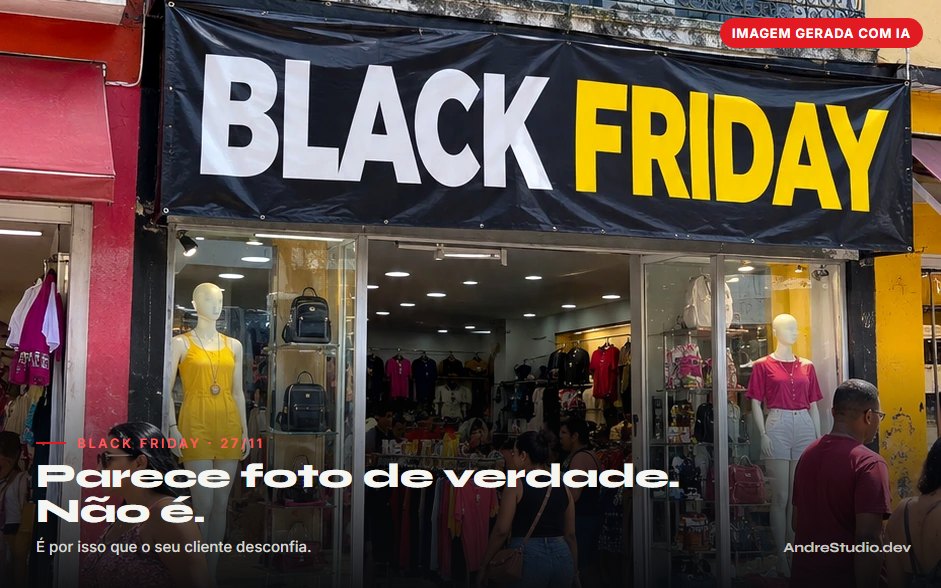 IMAGEM GERADA COM IA
BLACK FRIDAY
BLACK FRIDAY · 27/11
Parece foto de verdade.
Não é.
É por isso que o seu cliente desconfia.
AndreStudio.dev